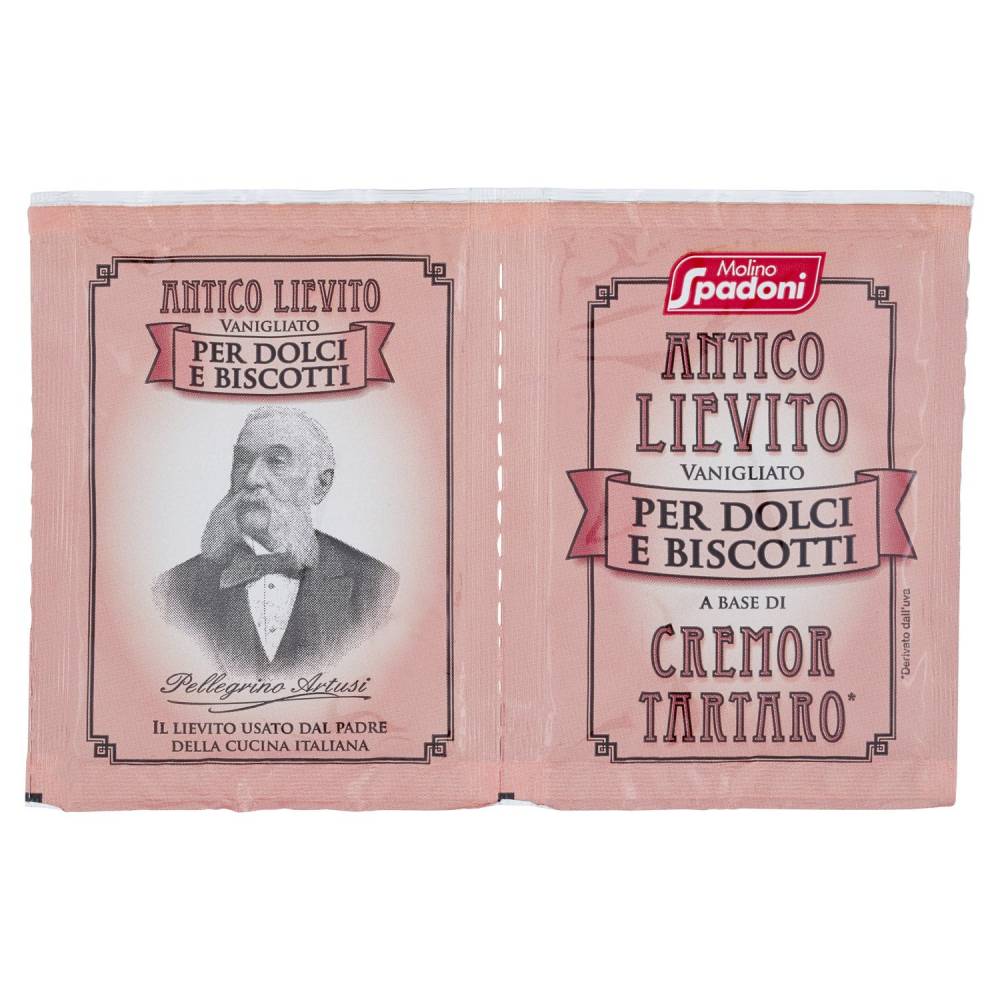 ANTICO LIEVITO
VANIGLIATO
PER DOLCI
E BISCOTTI
Pellegrino Artusi
IL LIEVITO USATO DAL PADRE
DELLA CUCINA ITALIANA
Molino
Spadoni
ANTICO
LIEVITO
VANIGLIATO
PER DOLCI
E BISCOTTI
A BASE DI
CREMOR
TARTARO*
*Derivato dall'uva